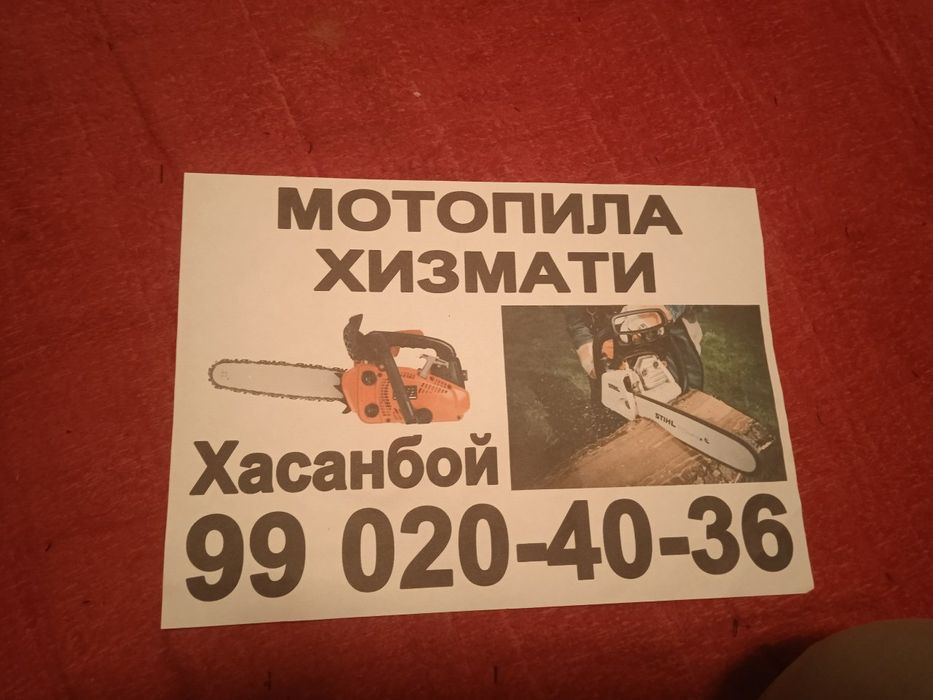 МОТОПИЛА
ХИЗМАТИ
STIHL
Хасанбой
99 020-40-36